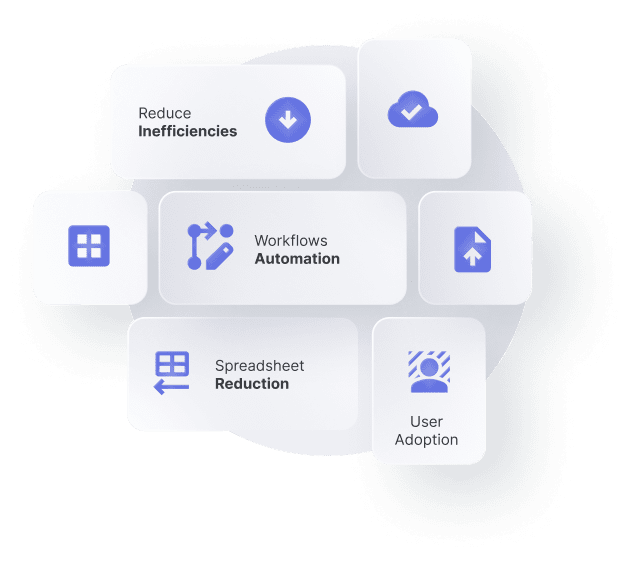 Reduce
Inefficiencies
Workflows
Automation
Spreadsheet
Reduction
User
Adoption